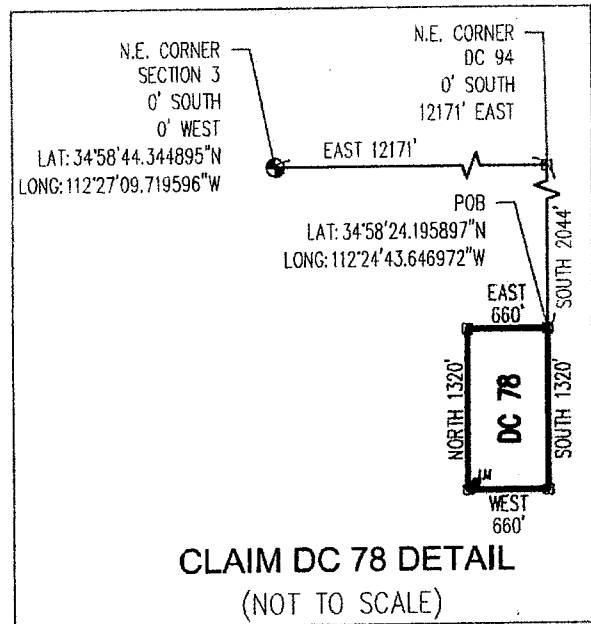 N.E. CORNER
SECTION 3
0' SOUTH
0' WEST
LAT: 34°58'44.344895"N
LONG: 112°27'09.719596"W
N.E. CORNER
DC 94
0' SOUTH
12171' EAST
EAST 12171'
POB
LAT: 34°58'24.195897"N
LONG: 112°24'43.646972"W
SOUTH 2044'
EAST
660'
NORTH 1320'
DC 78
SOUTH 1320'
LM
WEST
660'
CLAIM DC 78 DETAIL
(NOT TO SCALE)